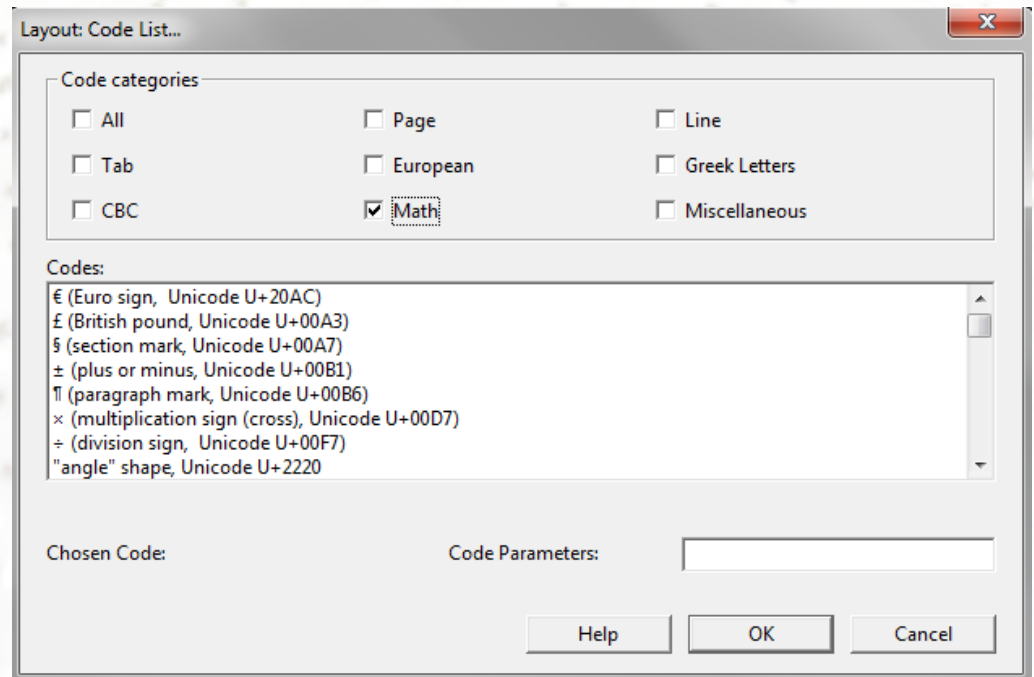 Layout: Code List...
Code categories
All Page Line
Tab European Greek Letters
CBC Math Miscellaneous
Codes:
€ (Euro sign,  Unicode U+20AC)
£ (British pound, Unicode U+00A3)
§ (section mark, Unicode U+00A7)
± (plus or minus, Unicode U+00B1)
¶ (paragraph mark, Unicode U+00B6)
× (multiplication sign (cross), Unicode U+00D7)
÷ (division sign,  Unicode U+00F7)
"angle" shape, Unicode U+2220
Chosen Code: Code Parameters:
Help OK Cancel